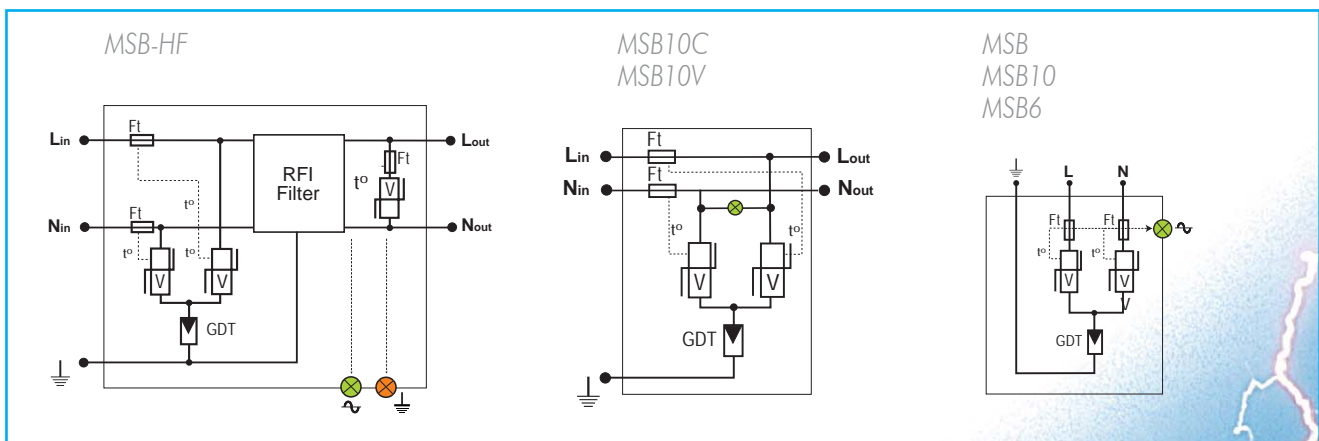 MSB-HF
Ft
Lin
Lout
RFI
Filter
Ft
tº
V
tº
Ft
Nin
Nout
tº
tº
V
V
GDT
MSB10C
MSB10V
Ft
Lin
Lout
Ft
Nin
Nout
tº
tº
V
V
GDT
MSB
MSB10
MSB6
L
N
Ft
Ft
tº
tº
V
V
V
GDT